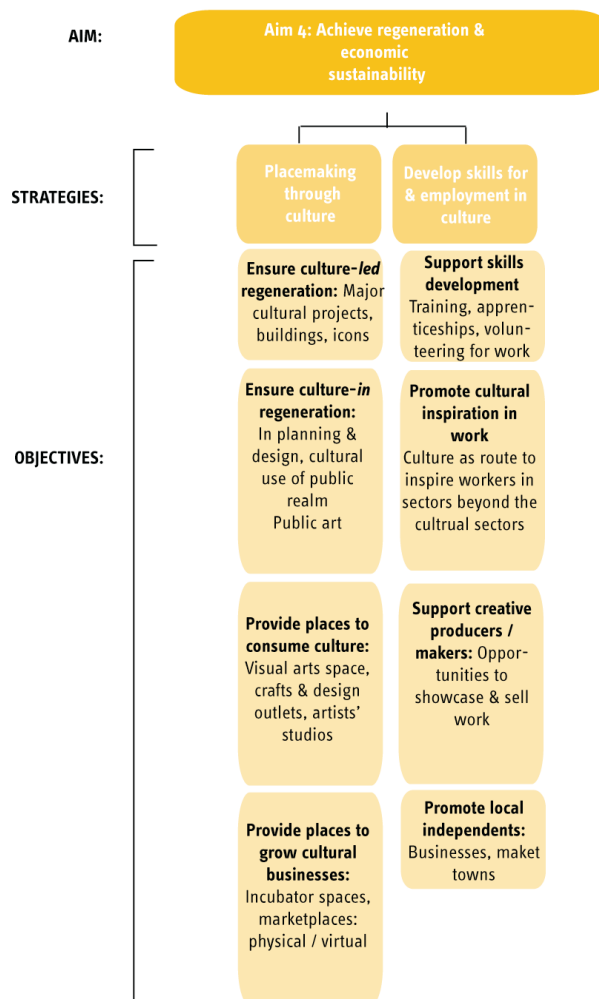 AIM:
Aim 4: Achieve regeneration &
economic
sustainability
STRATEGIES:
Placemaking
through
culture
Develop skills for
& employment in
culture
OBJECTIVES:
Ensure culture-led
regeneration: Major
cultural projects,
buildings, icons
Ensure culture-in
regeneration:
In planning &
design, cultural
use of public
realm
Public art
Provide places to
consume culture:
Visual arts space,
crafts & design
outlets, artists’
studios
Provide places to
grow cultural
businesses:
Incubator spaces,
marketplaces:
physical / virtual
Support skills
development
Training, appren-
ticeships, volun-
teering for work
Promote cultural
inspiration in
work
Culture as route to
inspire workers in
sectors beyond the
cultrual sectors
Support creative
producers /
makers: Oppor-
tunities to
showcase & sell
work
Promote local
independents:
Businesses, maket
towns